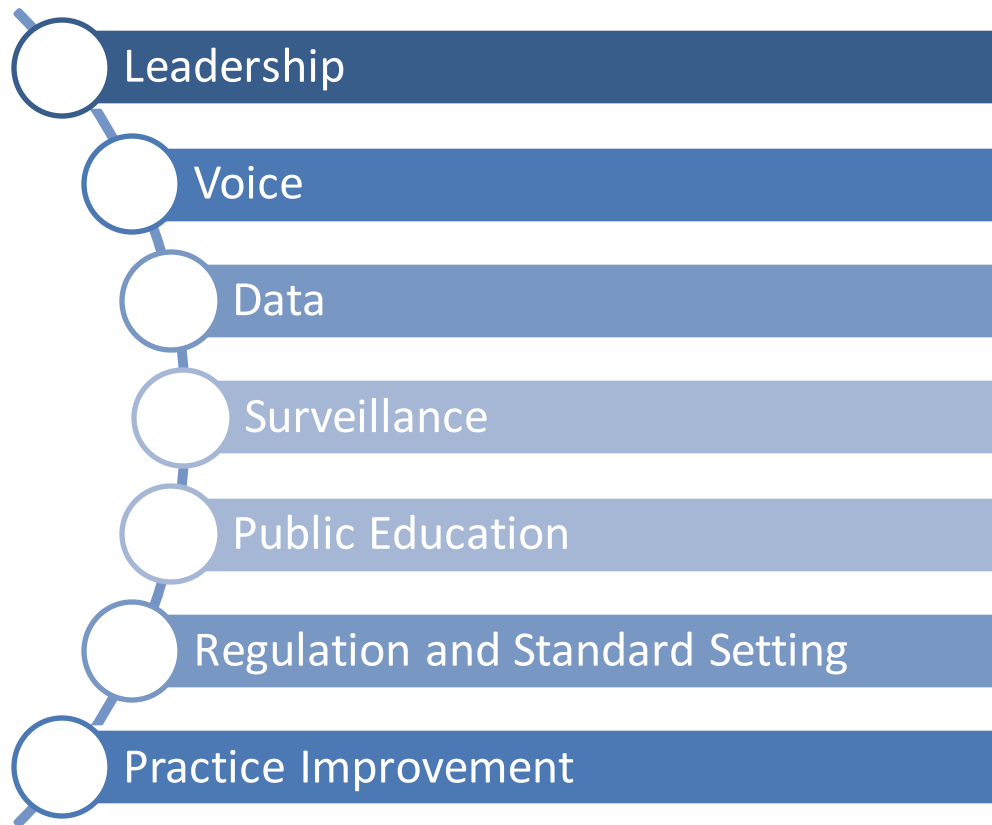 Leadership
Voice
Data
Surveillance
Public Education
Regulation and Standard Setting
Practice Improvement